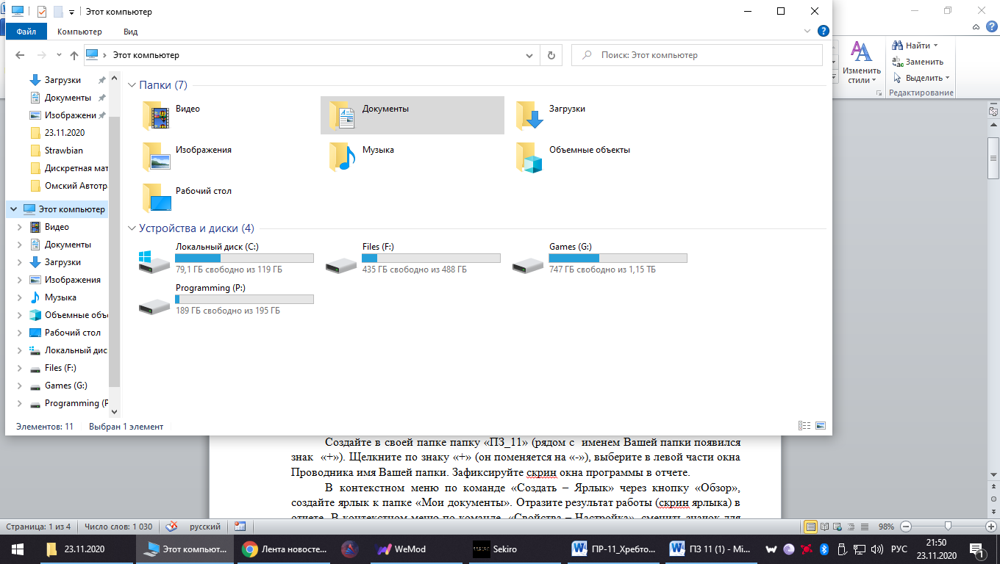 Этот компьютер
Файл
Компьютер
Вид
Этот компьютер
Поиск: Этот компьютер
Изменить
стили
Найти
Заменить
Выделить
Редактирование
Загрузки
Документы
Изображени
23.11.2020
Strawbian
Дискретная мат
Омский Автотр
Этот компьютер
Видео
Документы
Загрузки
Изображения
Музыка
Объемные объ
Рабочий стол
Локальный дис
Files (F:)
Games (G:)
Programming (P
Папки (7)
Видео
Документы
Загрузки
Изображения
Музыка
Объемные объекты
Рабочий стол
Устройства и диски (4)
Локальный диск (C:)
79,1 ГБ свободно из 119 ГБ
Files (F:)
435 ГБ свободно из 488 ГБ
Games (G:)
747 ГБ свободно из 1,15 ТБ
Programming (P:)
189 ГБ свободно из 195 ГБ
Элементов: 11
Выбран 1 элемент
Создайте в своей папке папку «ПЗ_11» (рядом с именем Вашей папки появился
знак «+»). Щелкните по знаку «+» (он поменяется на «-»), выберите в левой части окна
Проводника имя Вашей папки. Зафиксируйте скрин окна программы в отчете.
В контекстном меню по команде «Создать – Ярлык» через кнопку «Обзор»,
создайте ярлык к папке «Мои документы». Отразите результат работы (скрин ярлыка) в
отчете. В контекстном меню по команде «Свойства – Настройка», сменить значок для
Страница: 1 из 4
Число слов: 1 030
русский
98%
23.11.2020
Этот компьют...
Лента новосте...
WeMod
Sekiro
ПР-11_Хребто...
ПЗ 11 (1) - Mi...
РУС
21:50
23.11.2020
1